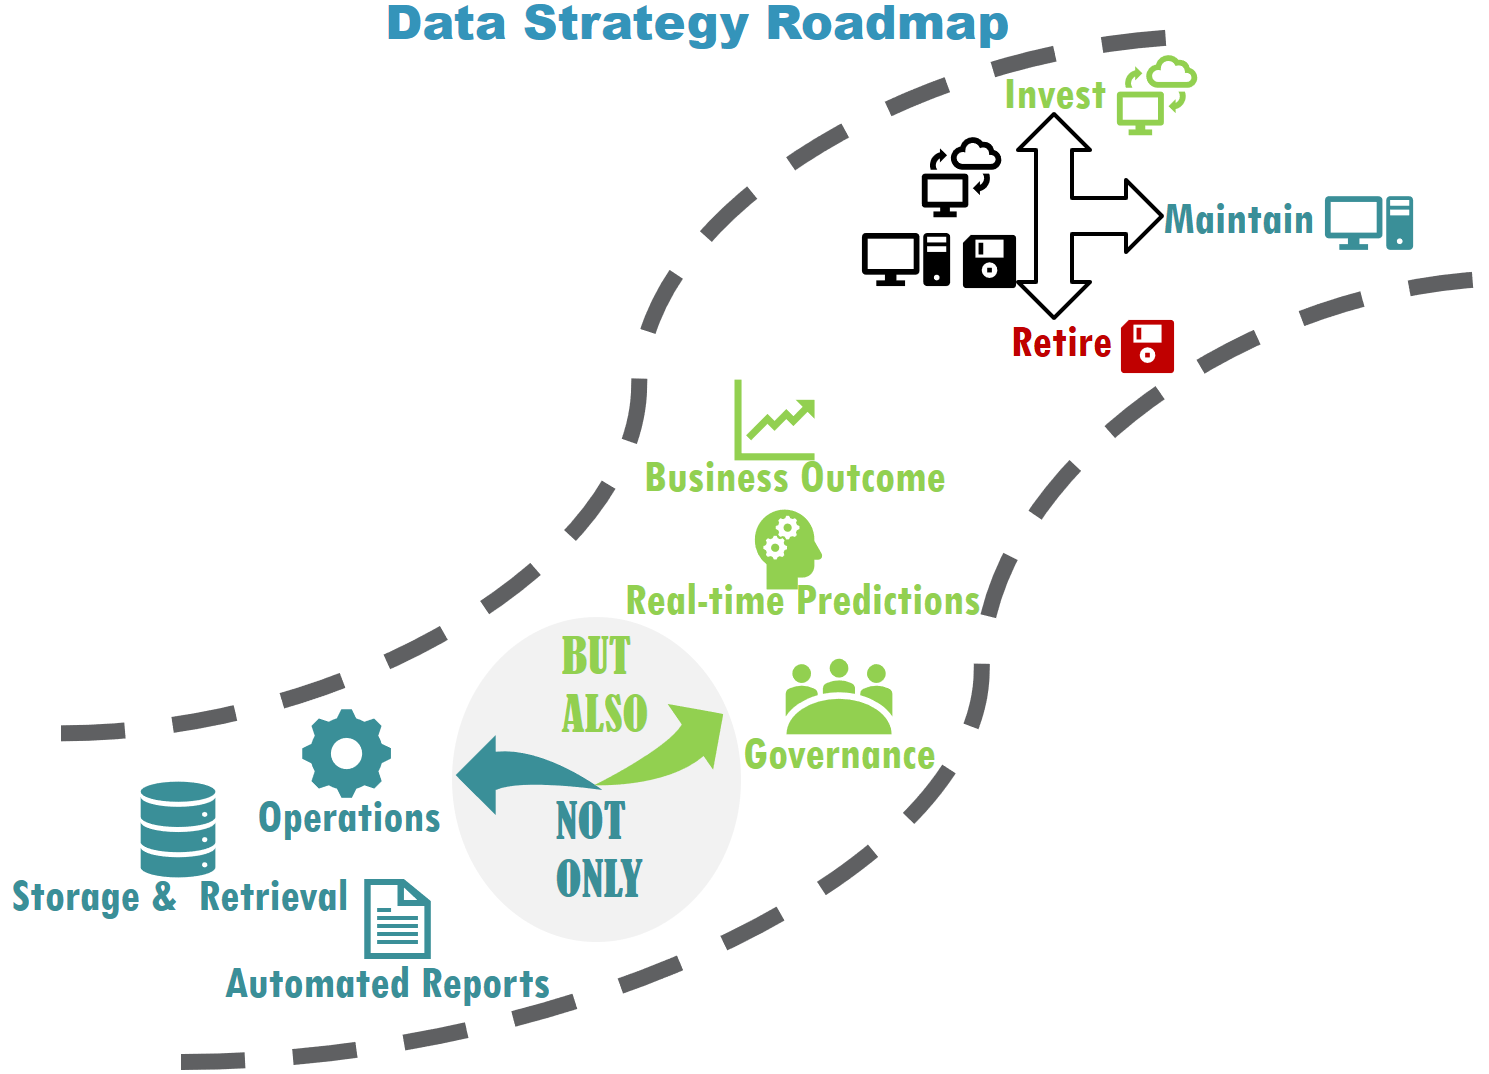 Data Strategy Roadmap
Invest
Maintain
Retire
Business Outcome
Real-time Predictions
BUT
ALSO
Governance
NOT
ONLY
Operations
Storage & Retrieval
Automated Reports